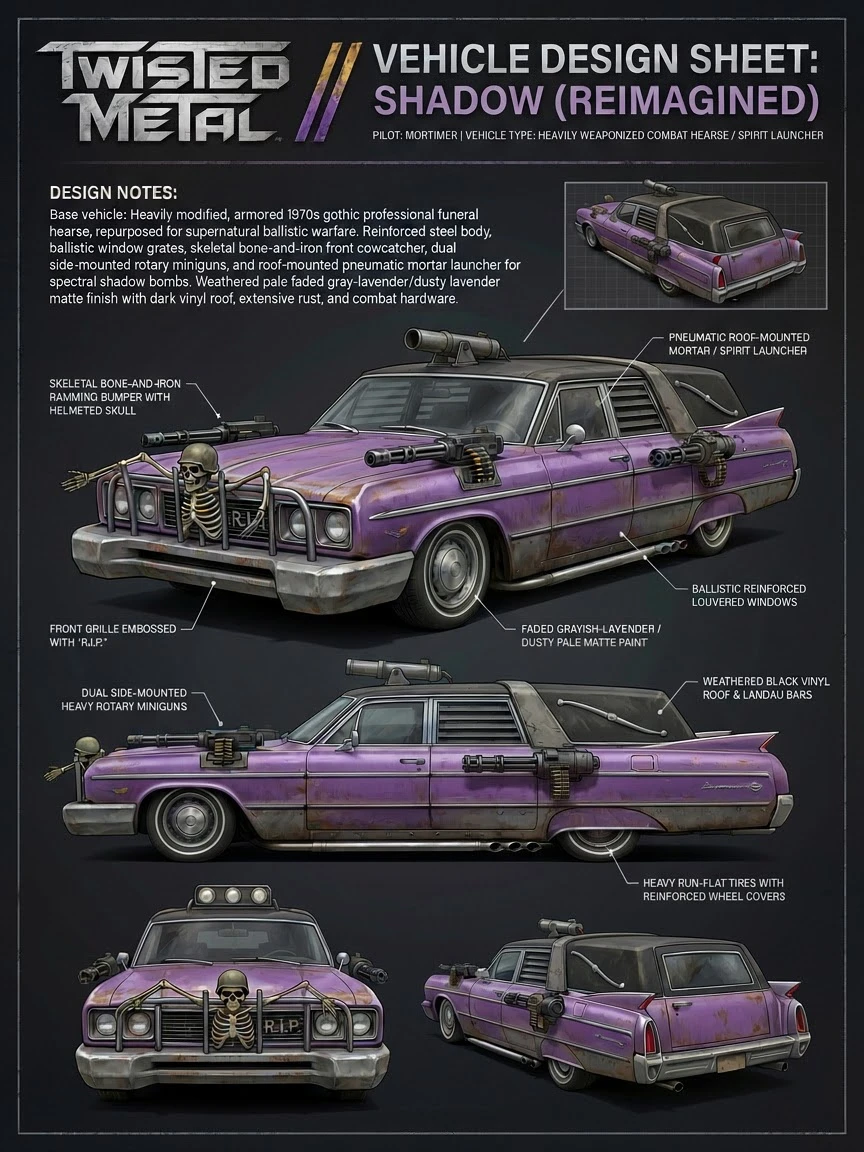 TWISTED
METAL
VEHICLE DESIGN SHEET:
SHADOW (REIMAGINED)
PILOT: MORTIMER | VEHICLE TYPE: HEAVILY WEAPONIZED COMBAT HEARSE / SPIRIT LAUNCHER
DESIGN NOTES:
Base vehicle: Heavily modified, armored 1970s gothic professional funeral
hearse, repurposed for supernatural ballistic warfare. Reinforced steel body,
ballistic window grates, skeletal bone-and-iron front cowcatcher, dual
side-mounted rotary miniguns, and roof-mounted pneumatic mortar launcher for
spectral shadow bombs. Weathered pale faded gray-lavender/dusty lavender
matte finish with dark vinyl roof, extensive rust, and combat hardware.
PNEUMATIC ROOF-MOUNTED
MORTAR / SPIRIT LAUNCHER
SKELETAL BONE-AND-IRON
RAMMING BUMPER WITH
HELMETED SKULL
R.I.P
BALLISTIC REINFORCED
LOUVERED WINDOWS
FRONT GRILLE EMBOSSED
WITH "R.I.P."
FADED GRAYISH-LAVENDER /
DUSTY PALE MATTE PAINT
DUAL SIDE-MOUNTED
HEAVY ROTARY MINIGUNS
WEATHERED BLACK VINYL
ROOF & LANDAU BARS
HEAVY RUN-FLAT TIRES WITH
REINFORCED WHEEL COVERS
R.I.P